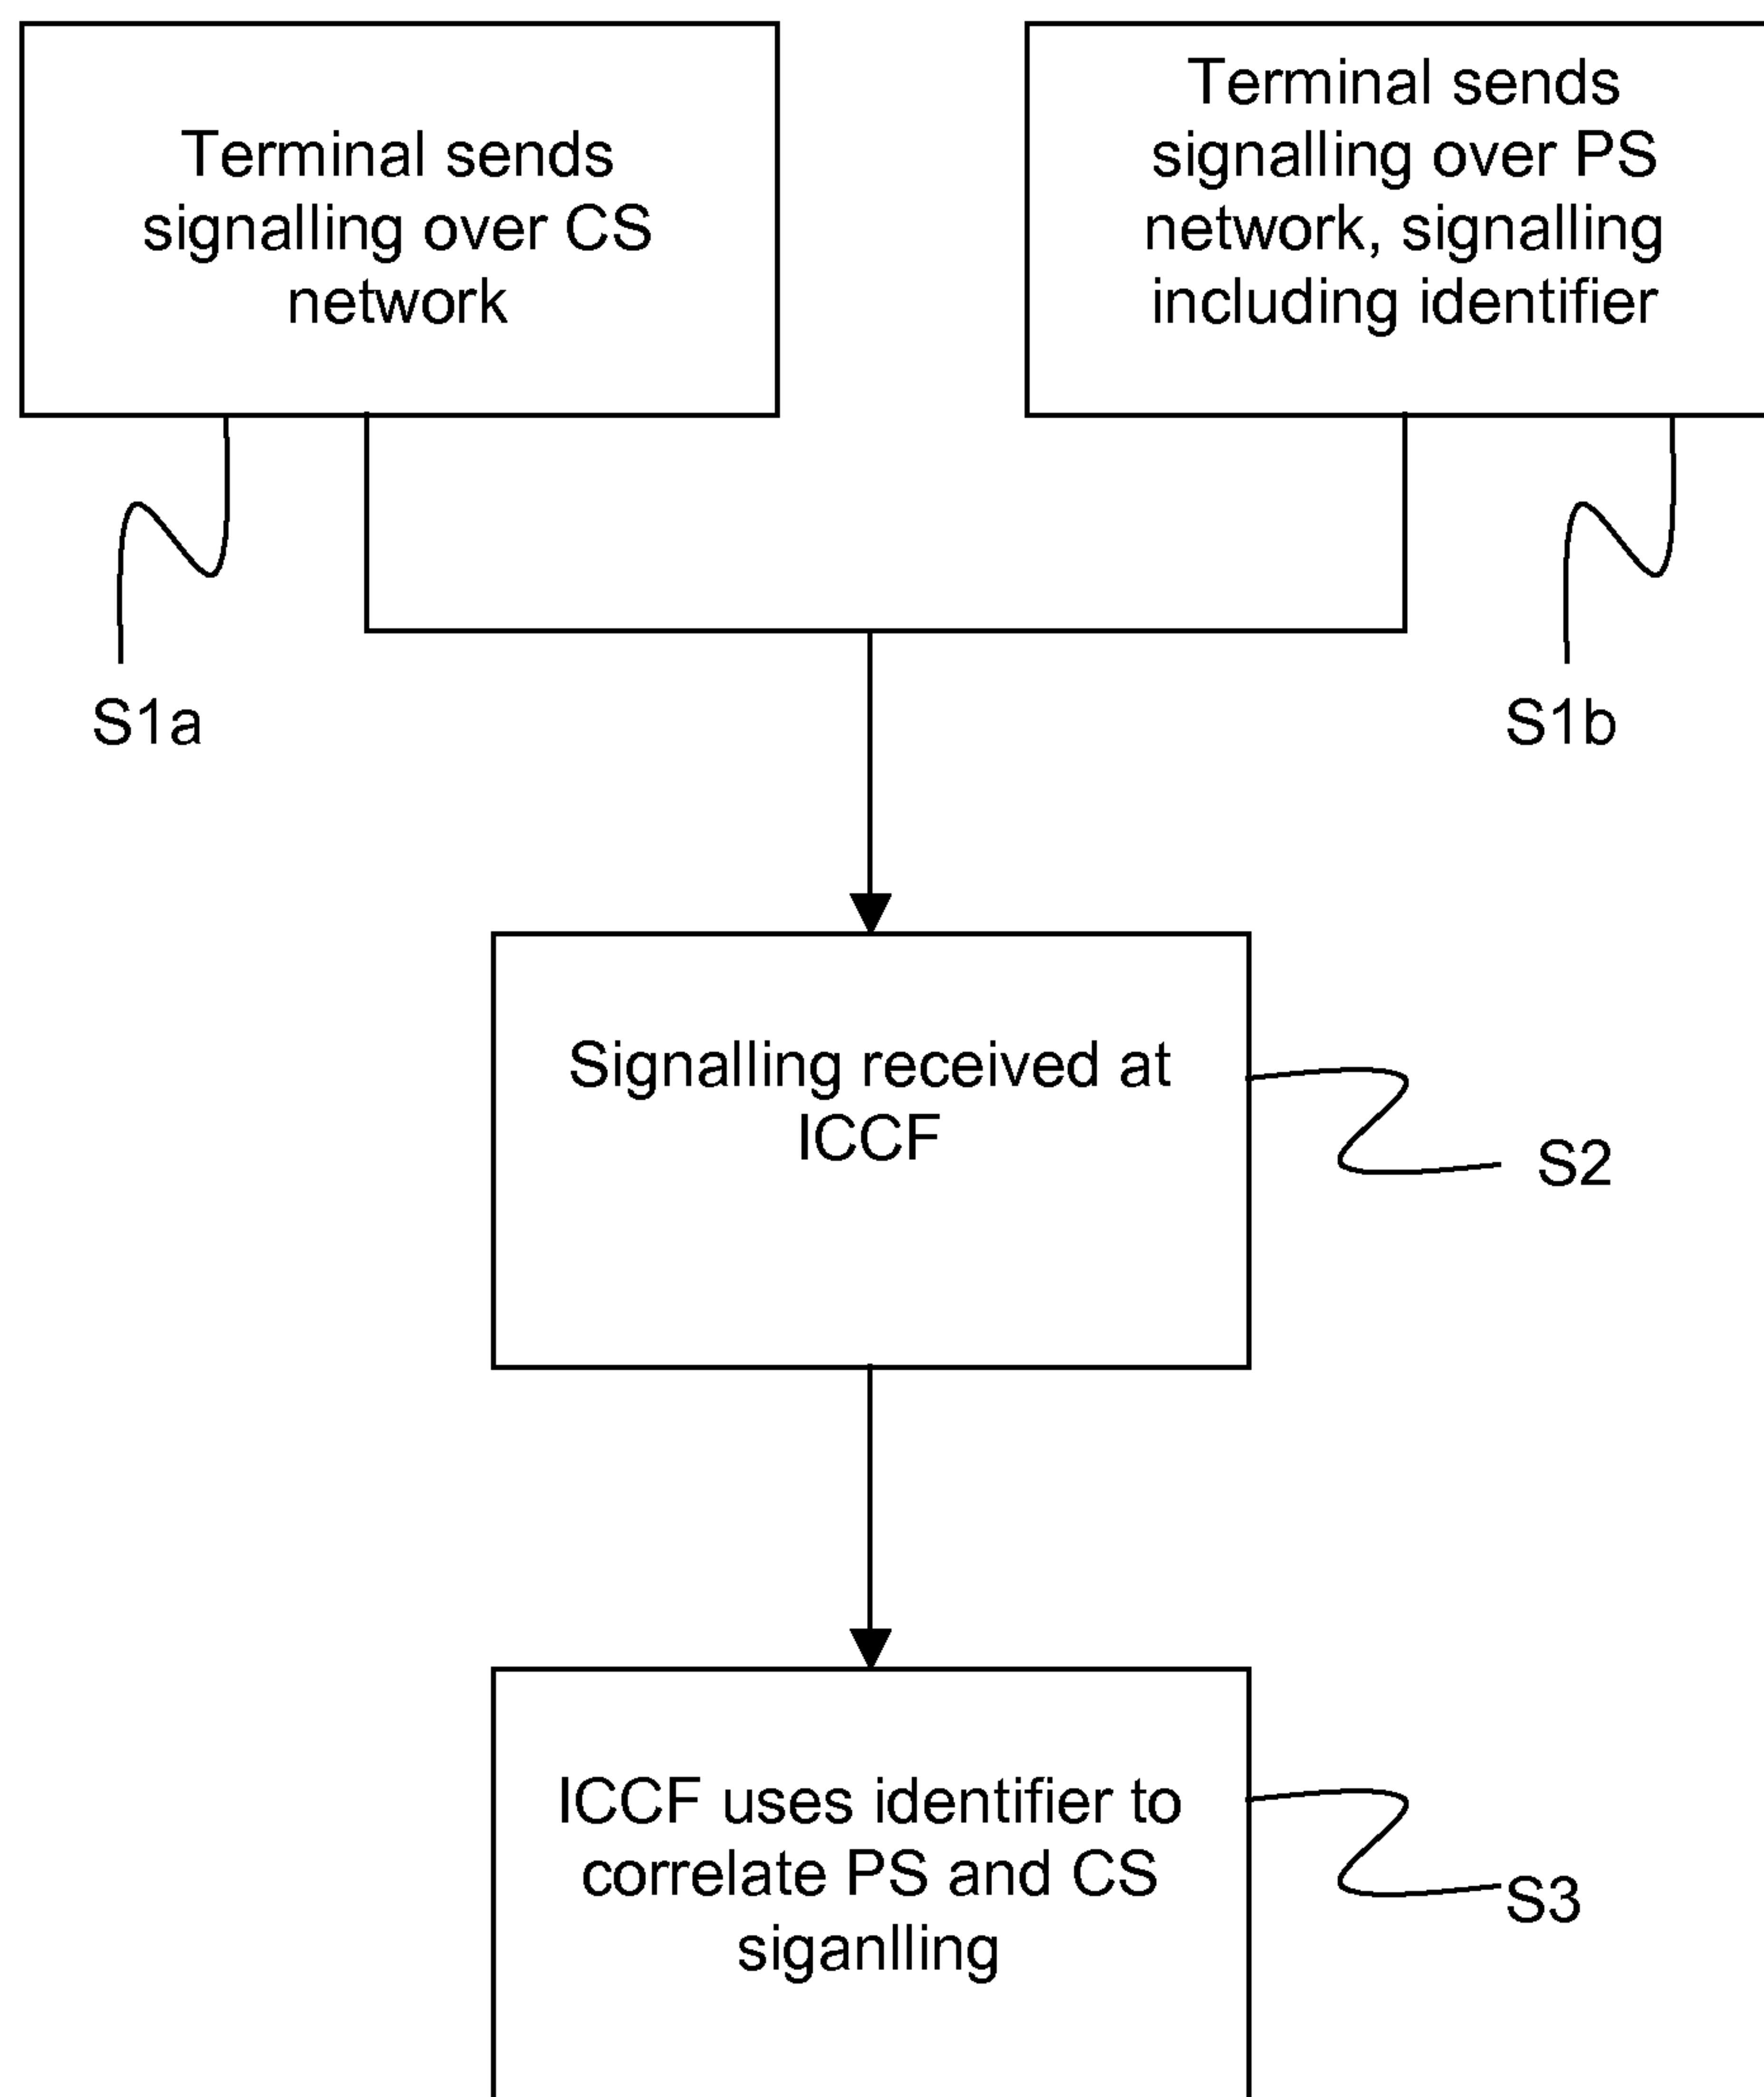 Terminal sends
signalling over CS
network
Terminal sends
signalling over PS
network, signalling
including identifier
S1a
S1b
Signalling received at
ICCF
S2
ICCF uses identifier to
correlate PS and CS
siganlling
S3